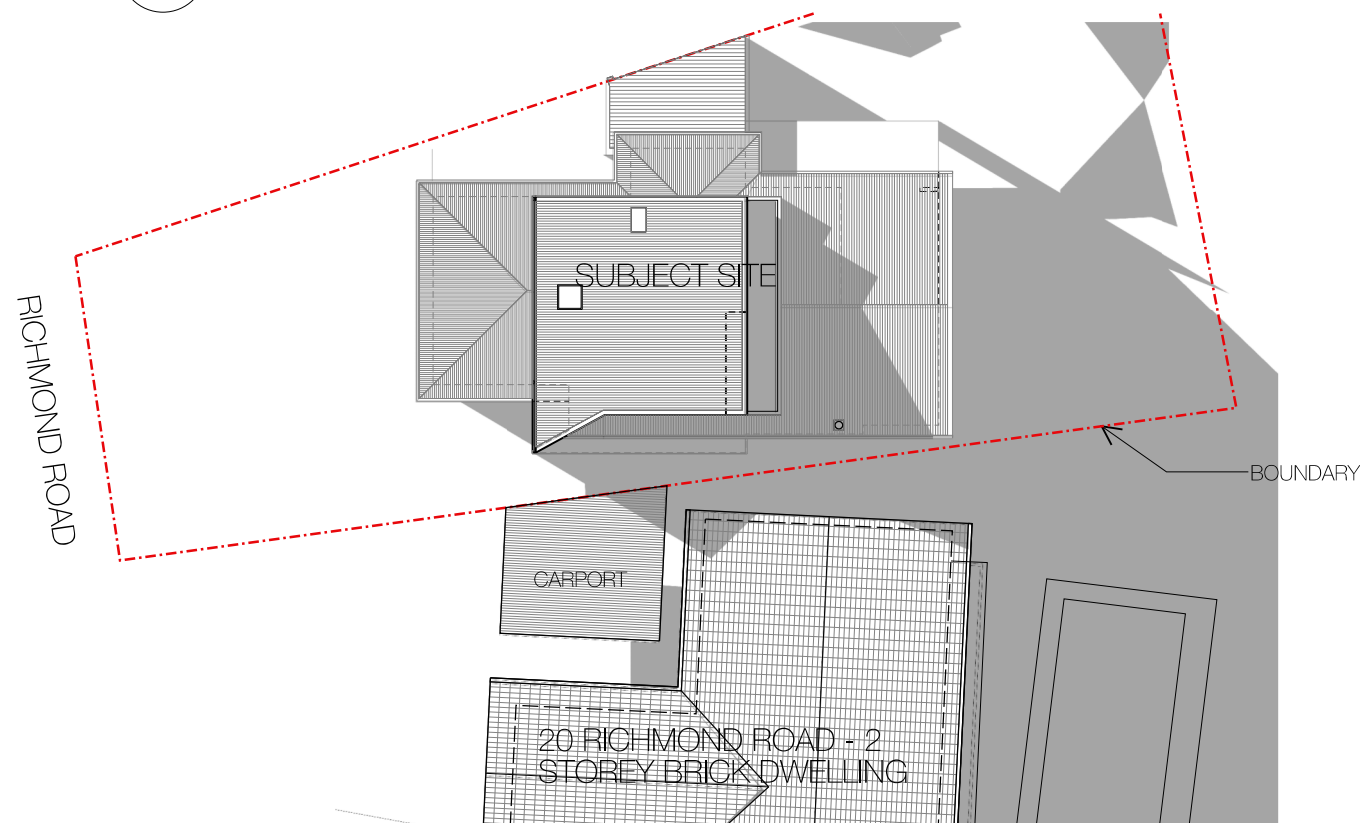 SUBJECT SITE
RICHMOND ROAD
BOUNDARY
CARPORT
20 RICHMOND ROAD - 2
STOREY BRICK DWELLING